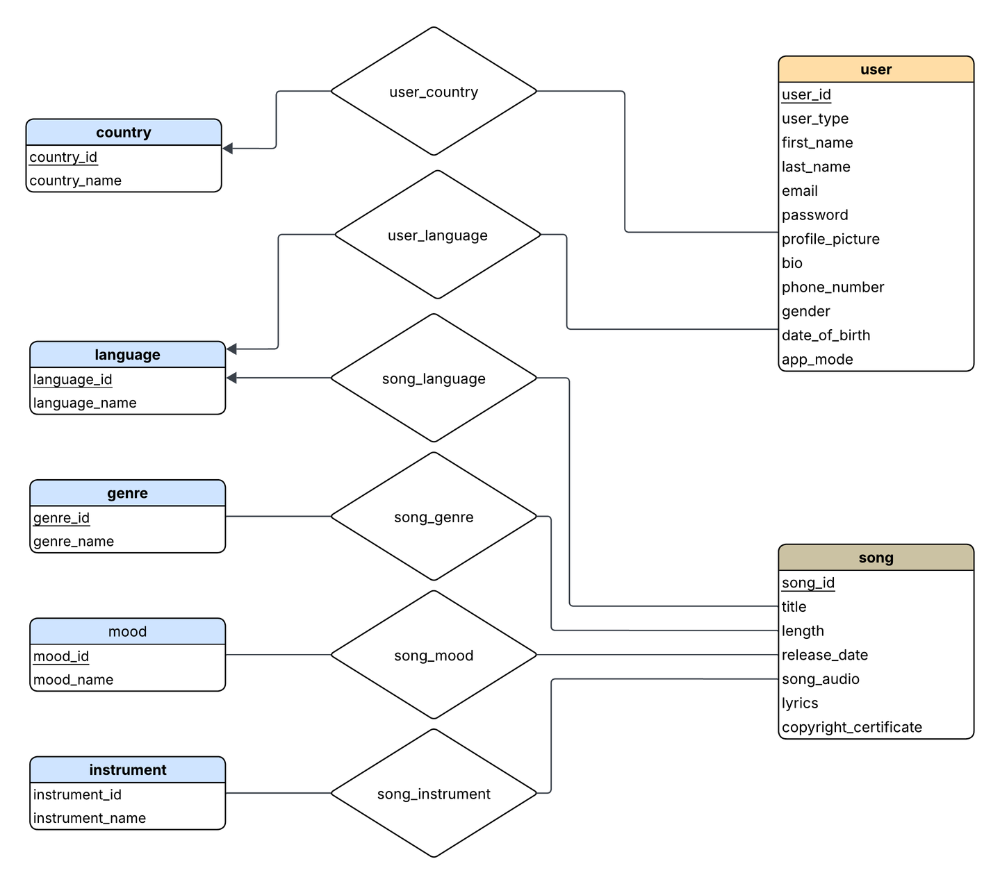 user_country
user
user_id
user_type
first_name
last_name
email
password
profile_picture
bio
phone_number
gender
date_of_birth
app_mode
country
country_id
country_name
user_language
language
language_id
language_name
song_language
genre
genre_id
genre_name
song_genre
song
song_id
title
length
release_date
song_audio
lyrics
copyright_certificate
mood
mood_id
mood_name
song_mood
instrument
instrument_id
instrument_name
song_instrument